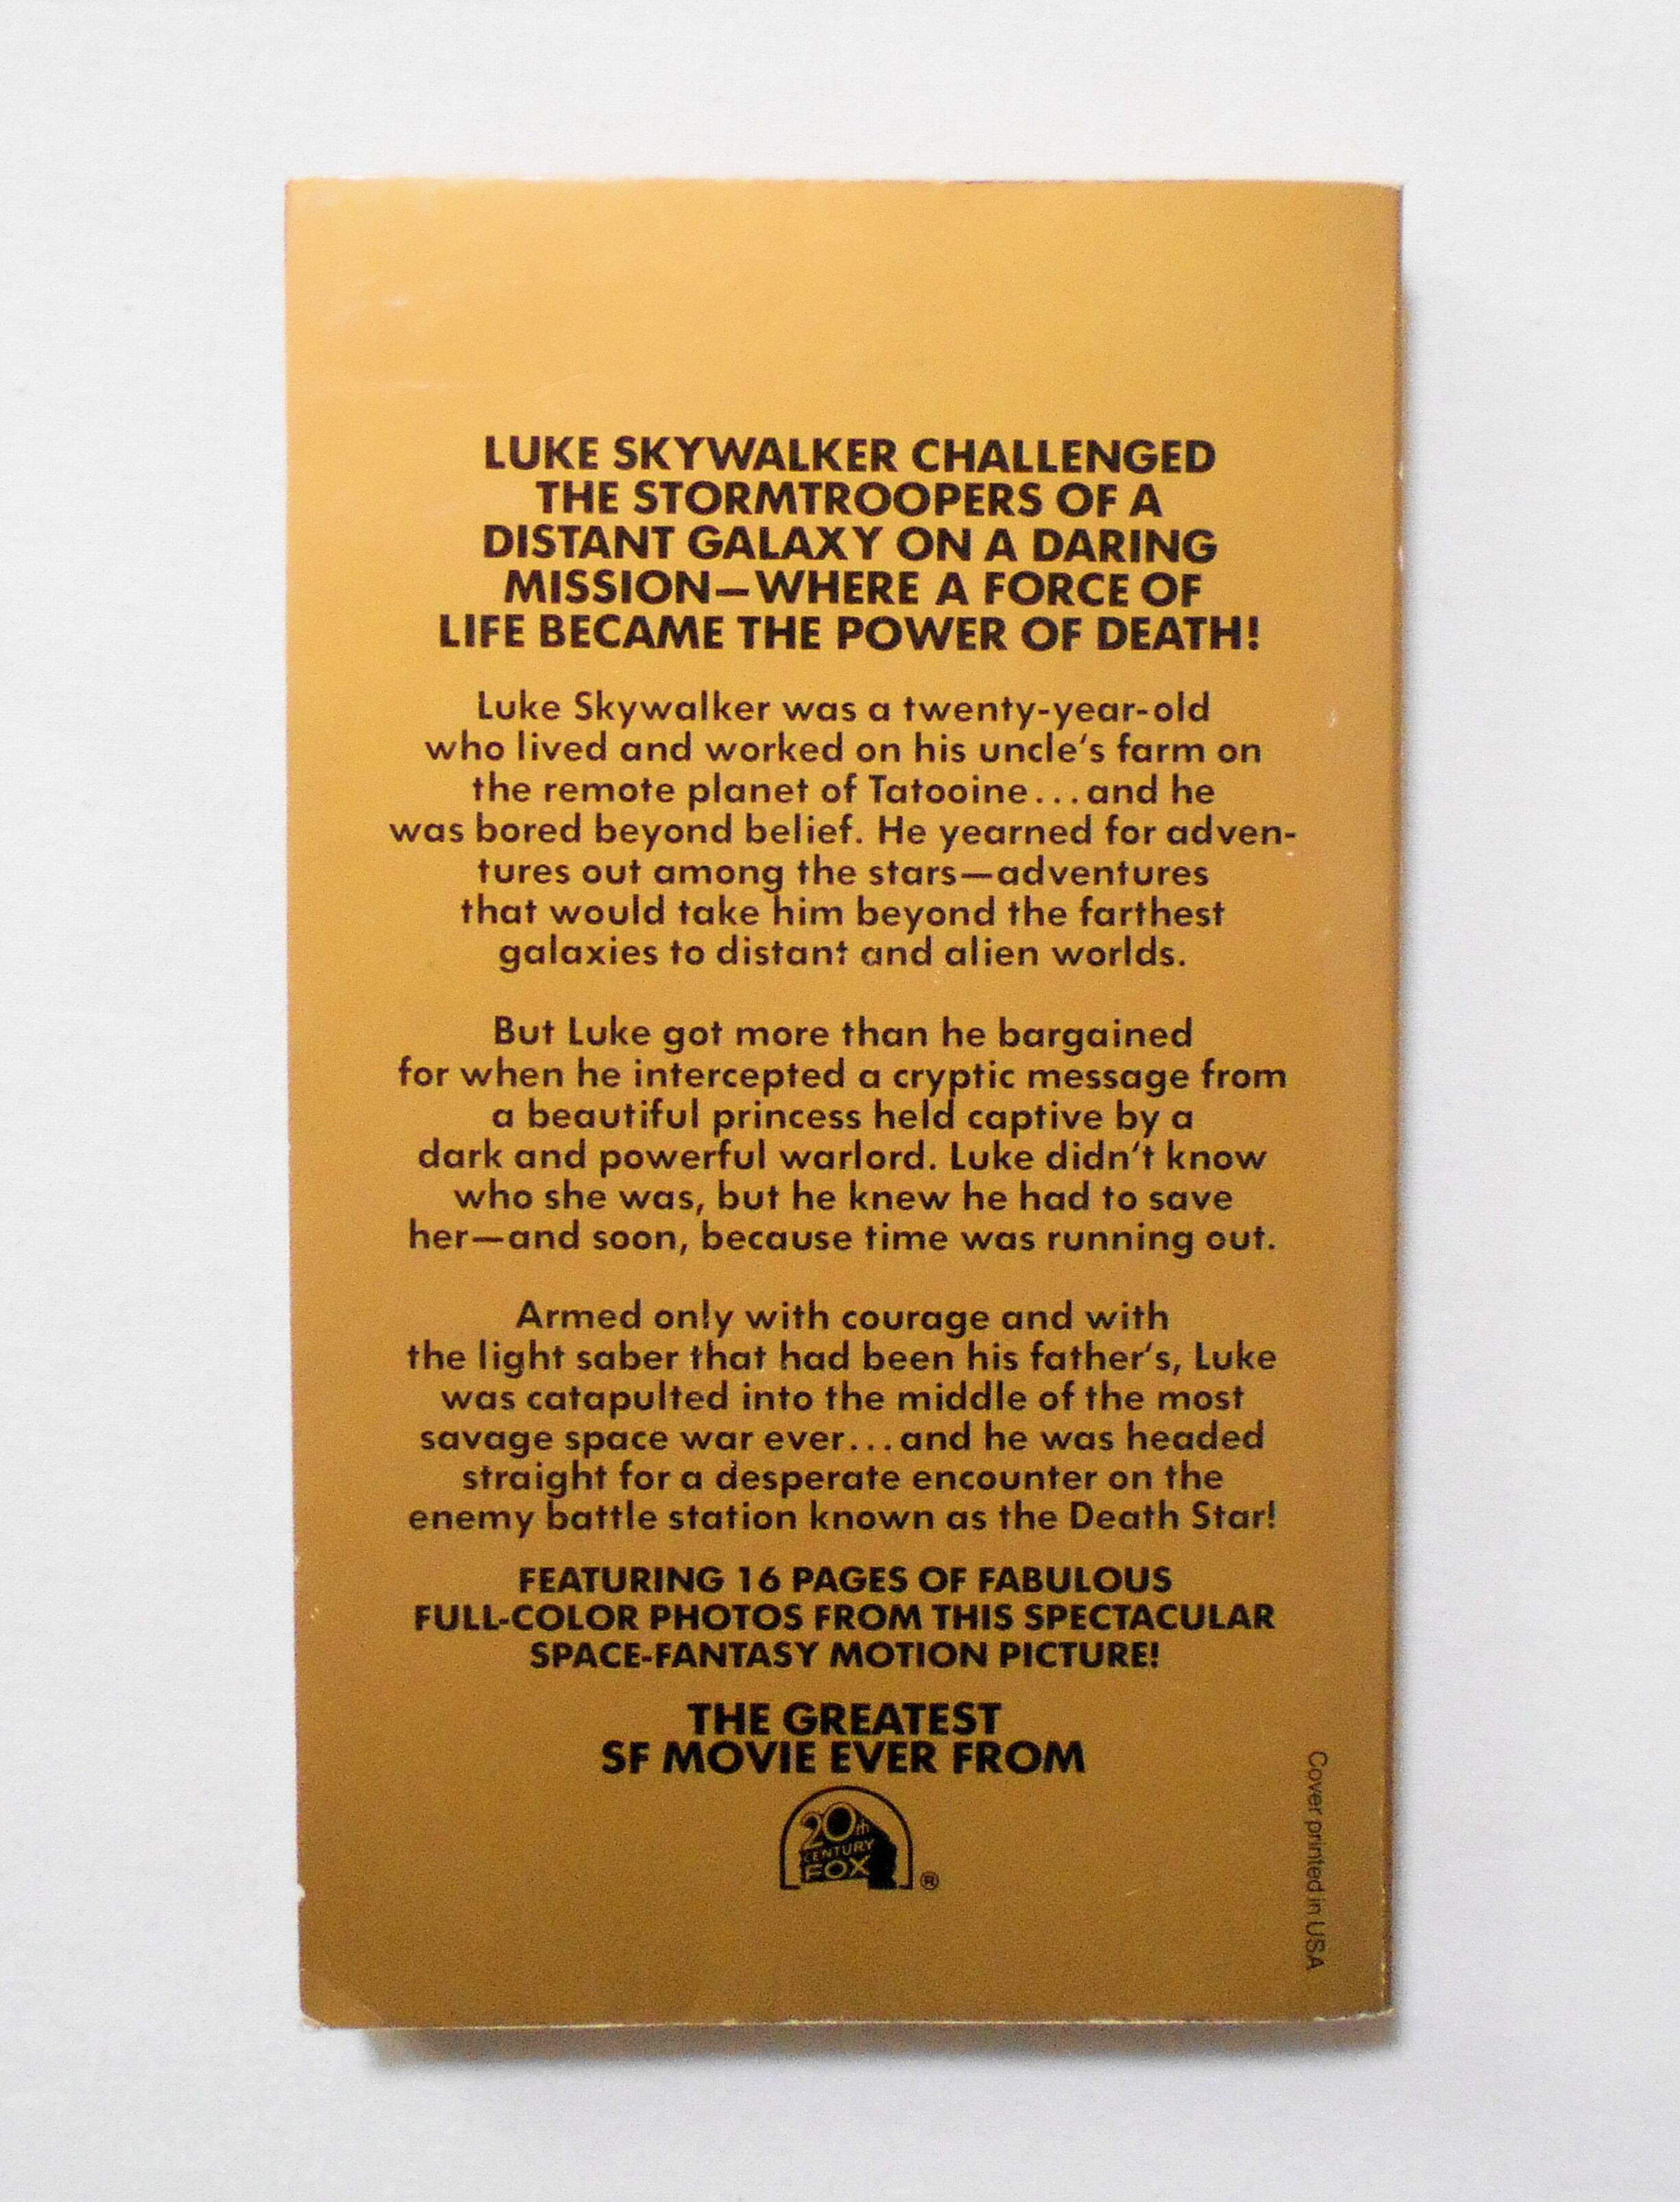 LUKE SKYWALKER CHALLENGED
THE STORMTROOPERS OF A
DISTANT GALAXY ON A DARING
MISSION—WHERE A FORCE OF
LIFE BECAME THE POWER OF DEATH!
Luke Skywalker was a twenty-year-old
who lived and worked on his uncle's farm on
the remote planet of Tatooine...and he
was bored beyond belief. He yearned for adven-
tures out among the stars—adventures
that would take him beyond the farthest
galaxies to distant and alien worlds.
But Luke got more than he bargained
for when he intercepted a cryptic message from
a beautiful princess held captive by a
dark and powerful warlord. Luke didn't know
who she was, but he knew he had to save
her—and soon, because time was running out.
Armed only with courage and with
the light saber that had been his father's, Luke
was catapulted into the middle of the most
savage space war ever...and he was headed
straight for a desperate encounter on the
enemy battle station known as the Death Star!
FEATURING 16 PAGES OF FABULOUS
FULL-COLOR PHOTOS FROM THIS SPECTACULAR
SPACE-FANTASY MOTION PICTURE!
THE GREATEST
SF MOVIE EVER FROM
20th
CENTURY
FOX ®
Cover printed in USA